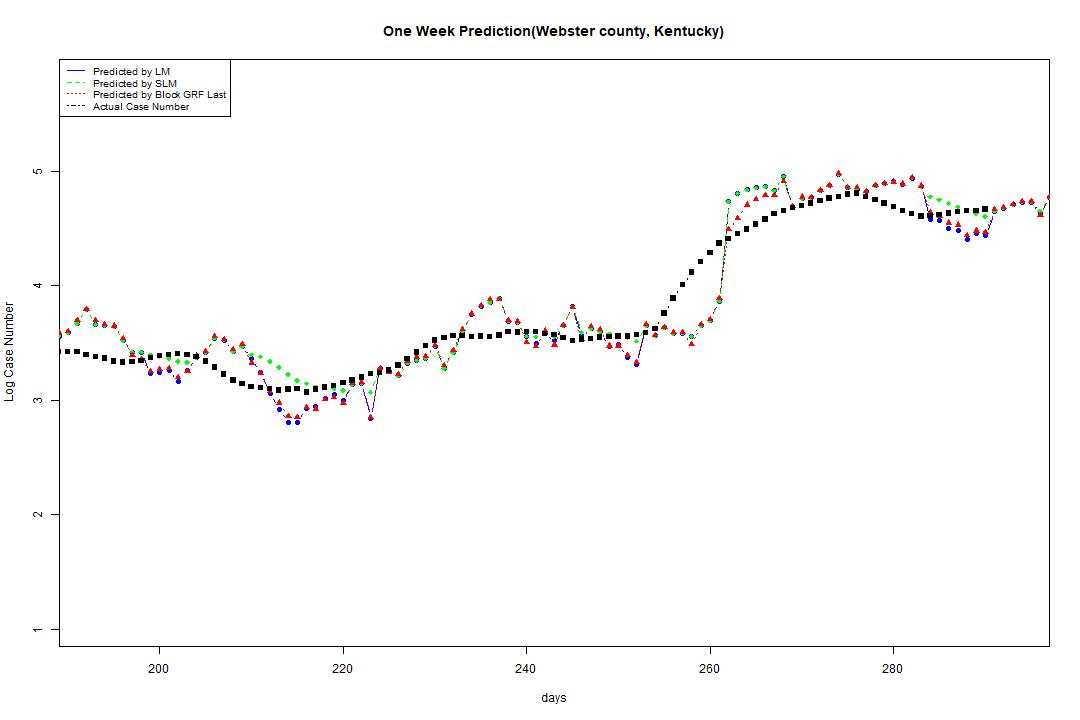 One Week Prediction(Webster county, Kentucky)
Predicted by LM
Predicted by SLM
Predicted by Block GRF Last
Actual Case Number
5
4
3
2
1
Log Case Number
200 220 240 260 280
days